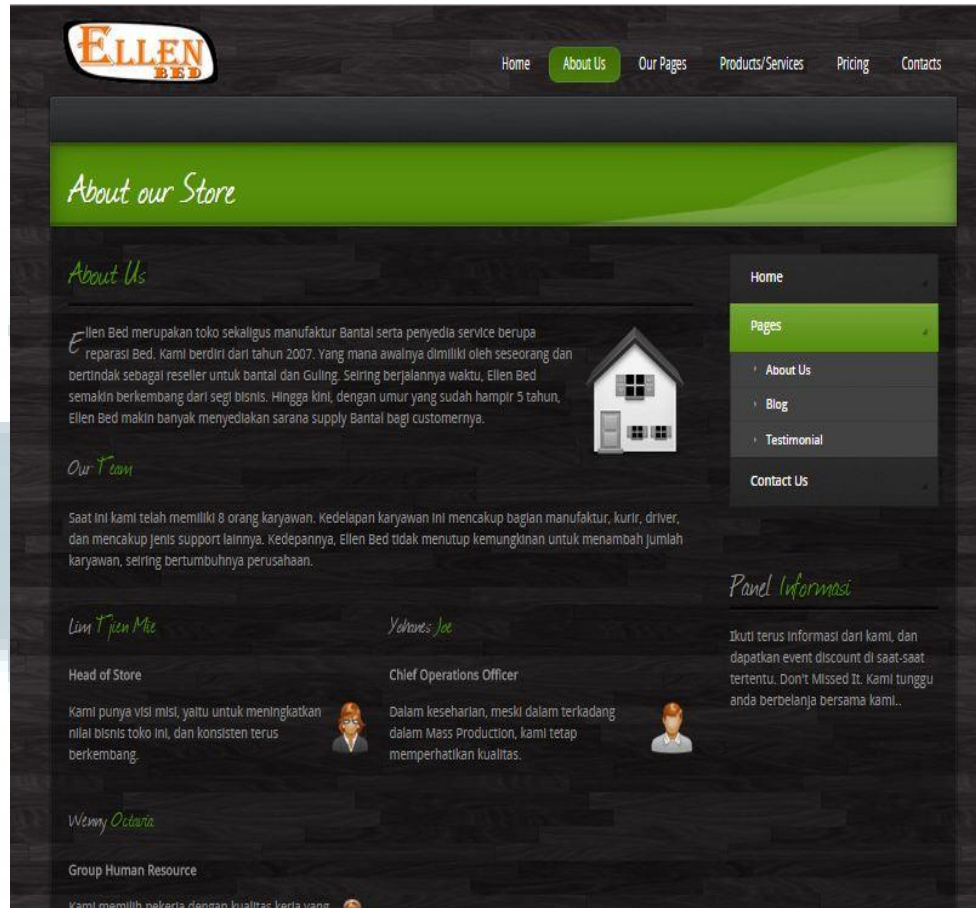 ELLEN
BED
Home About Us Our Pages Products/Services Pricing Contacts
About our Store
About Us
Ellen Bed merupakan toko sekaligus manufaktur Bantal serta penyedia service berupa
reparasi Bed. Kami berdiri dari tahun 2007. Yang mana awalnya dimiliki oleh seseorang dan
bertindak sebagai reseller untuk bantal dan Guling. Seiring berjalannya waktu, Ellen Bed
semakin berkembang dari segi bisnis. Hingga kini, dengan umur yang sudah hampir 5 tahun,
Ellen Bed makin banyak menyediakan sarana supply Bantal bagi customernya.
Our Team
Saat ini kami telah memiliki 8 orang karyawan. Kedelapan karyawan ini mencakup bagian manufaktur, kurir, driver,
dan mencakup jenis support lainnya. Kedepannya, Ellen Bed tidak menutup kemungkinan untuk menambah jumlah
karyawan, seiring bertumbuhnya perusahaan.
Lim Tjien Mie
Head of Store
Kami punya visi misi, yaitu untuk meningkatkan
nilai bisnis toko ini, dan konsisten terus
berkembang.
Yohanes Joe
Chief Operations Officer
Dalam keseharian, meski dalam terkadang
dalam Mass Production, kami tetap
memperhatikan kualitas.
Wenny Octavia
Group Human Resource
Kami memilih pekerja dengan kualitas kerja yang
Home
Pages
About Us
Blog
Testimonial
Contact Us
Panel Informasi
Ikuti terus informasi dari kami, dan
dapatkan event discount di saat-saat
tertentu. Don't Missed It. Kami tunggu
anda berbelanja bersama kami..